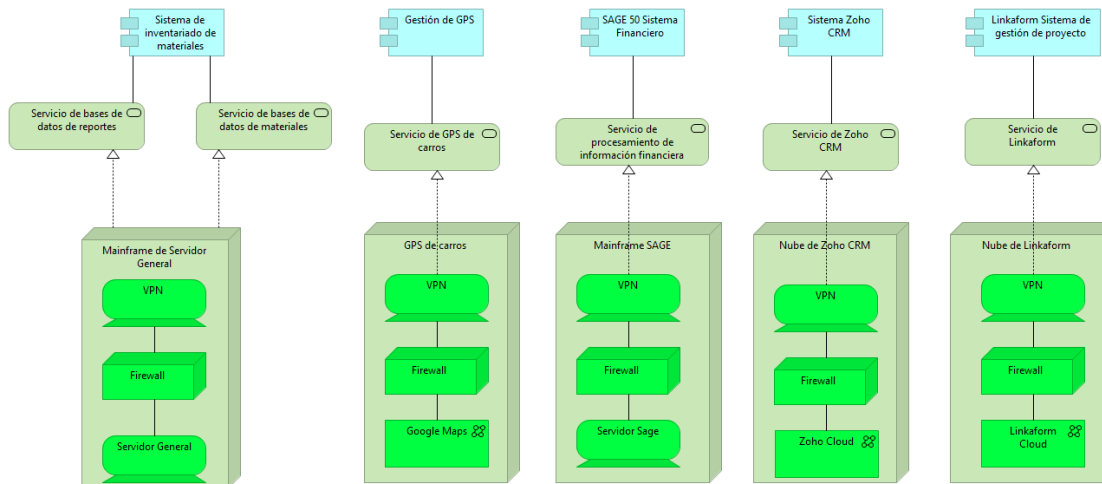 Sistema de
inventariado de
materiales
Gestión de GPS
SAGE 50 Sistema
Financiero
Sistema Zoho
CRM
Linkaform Sistema de
gestión de proyecto
Servicio de bases de
datos de reportes
Servicio de bases de
datos de materiales
Servicio de GPS de
carros
Servicio de
procesamiento de
información financiera
Servicio de Zoho
CRM
Servicio de
Linkaform
Mainframe de Servidor
General
VPN
Firewall
Servidor General
GPS de carros
VPN
Firewall
Google Maps
Mainframe SAGE
VPN
Firewall
Servidor Sage
Nube de Zoho CRM
VPN
Firewall
Zoho Cloud
Nube de Linkaform
VPN
Firewall
Linkaform
Cloud